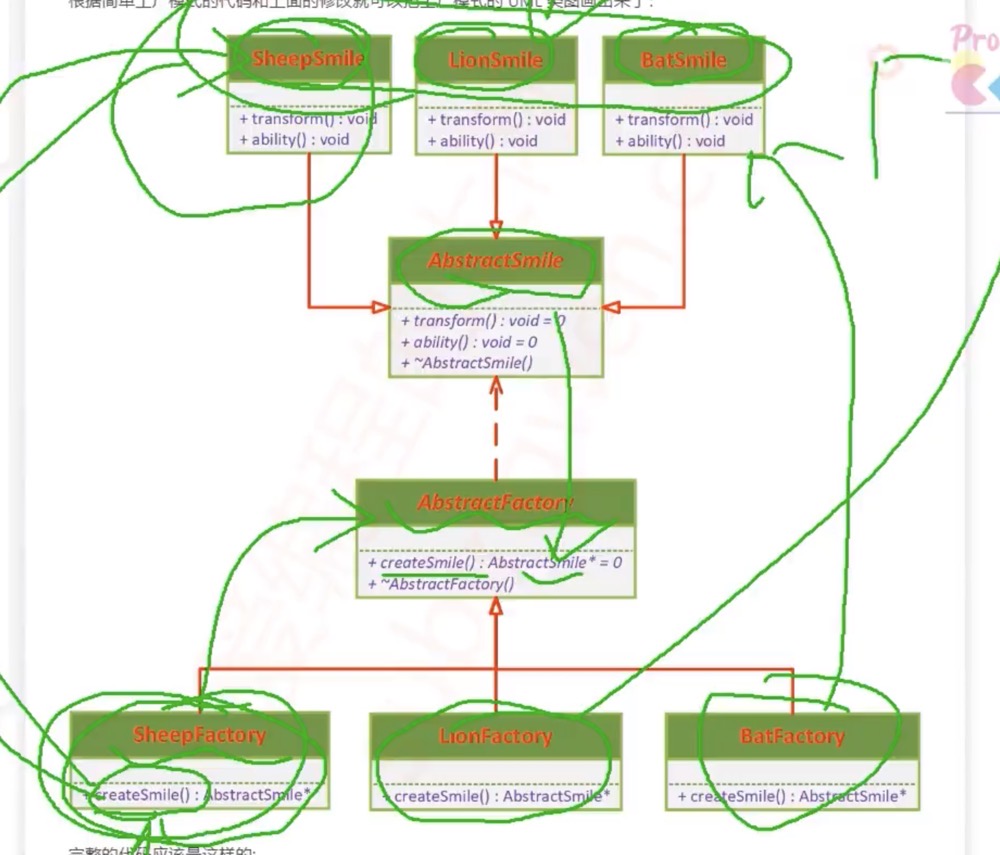 根据简单工厂模式的代码和上面的修改就可以把工厂模式的 UML 类图画出来了:
Pro
SheepSmile
LionSmile
BatSmile
+ transform() : void
+ ability() : void
+ transform() : void
+ ability() : void
+ transform() : void
+ ability() : void
AbstractSmile
+ transform() : void = 0
+ ability() : void = 0
+ ~AbstractSmile()
AbstractFactory
+ createSmile() : AbstractSmile* = 0
+ ~AbstractFactory()
SheepFactory
LionFactory
BatFactory
+ createSmile() : AbstractSmile*
+ createSmile() : AbstractSmile*
+ createSmile() : AbstractSmile*
完整的代码应该是这样的: